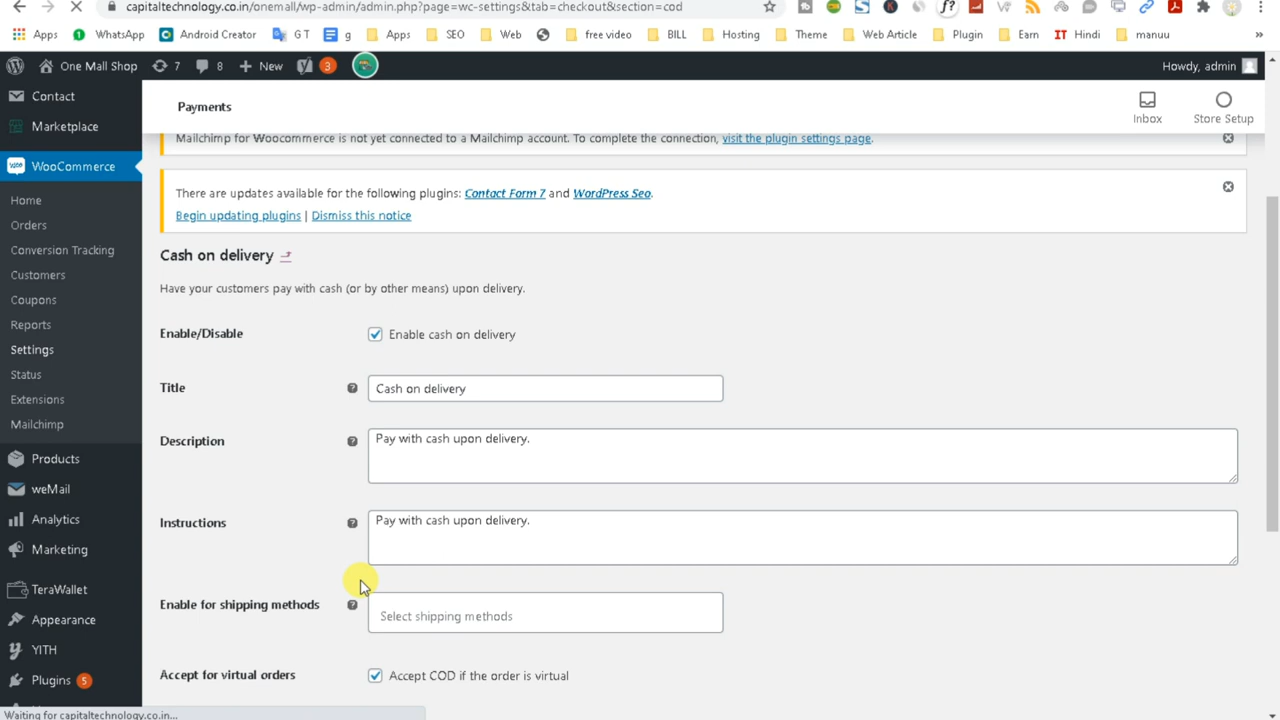 capitaltechnology.co.in/onemall/wp-admin/admin.php?page=wc-settings&tab=checkout&section=cod
Apps
WhatsApp
Android Creator
G T
g
Apps
SEO
Web
free video
BILL
Hosting
Theme
Web Article
Plugin
Earn
IT Hindi
manuu
»
One Mall Shop
7
8
+ New
3
Howdy, admin
Contact
Marketplace
WooCommerce
Home
Orders
Conversion Tracking
Customers
Coupons
Reports
Settings
Status
Extensions
Mailchimp
Products
weMail
Analytics
Marketing
TeraWallet
Appearance
YITH
Plugins 5
Payments
Inbox
Store Setup
Mailchimp for Woocommerce is not yet connected to a Mailchimp account. To complete the connection, visit the plugin settings page.
There are updates available for the following plugins: Contact Form 7 and WordPress Seo.
Begin updating plugins | Dismiss this notice
Cash on delivery
Have your customers pay with cash (or by other means) upon delivery.
Enable/Disable
Enable cash on delivery
Title
Cash on delivery
Description
Pay with cash upon delivery.
Instructions
Pay with cash upon delivery.
Enable for shipping methods
Select shipping methods
Accept for virtual orders
Accept COD if the order is virtual
Waiting for capitaltechnology.co.in...